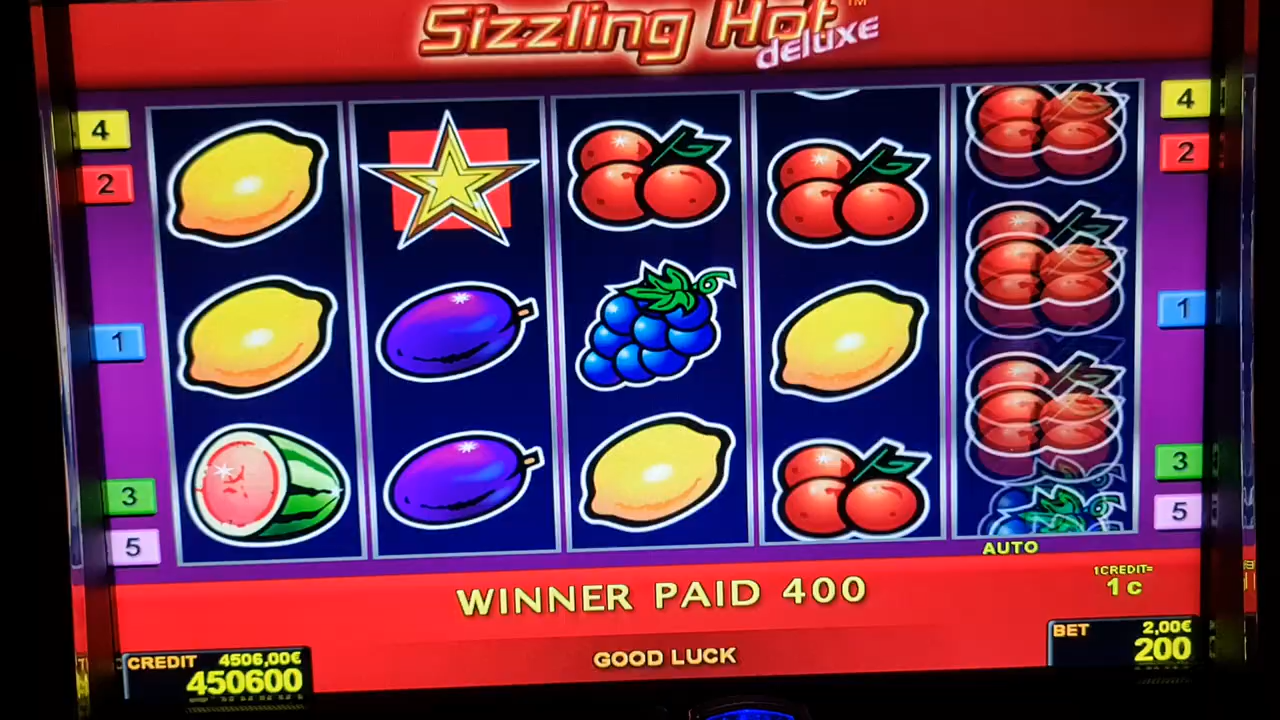 Sizzling Hot™
deluxe
4
4
2
2
1
1
3
3
5
5
AUTO
WINNER PAID 400
1CREDIT=
1 c
GOOD LUCK
CREDIT 4506,00€
450600
BET 2,00€
200